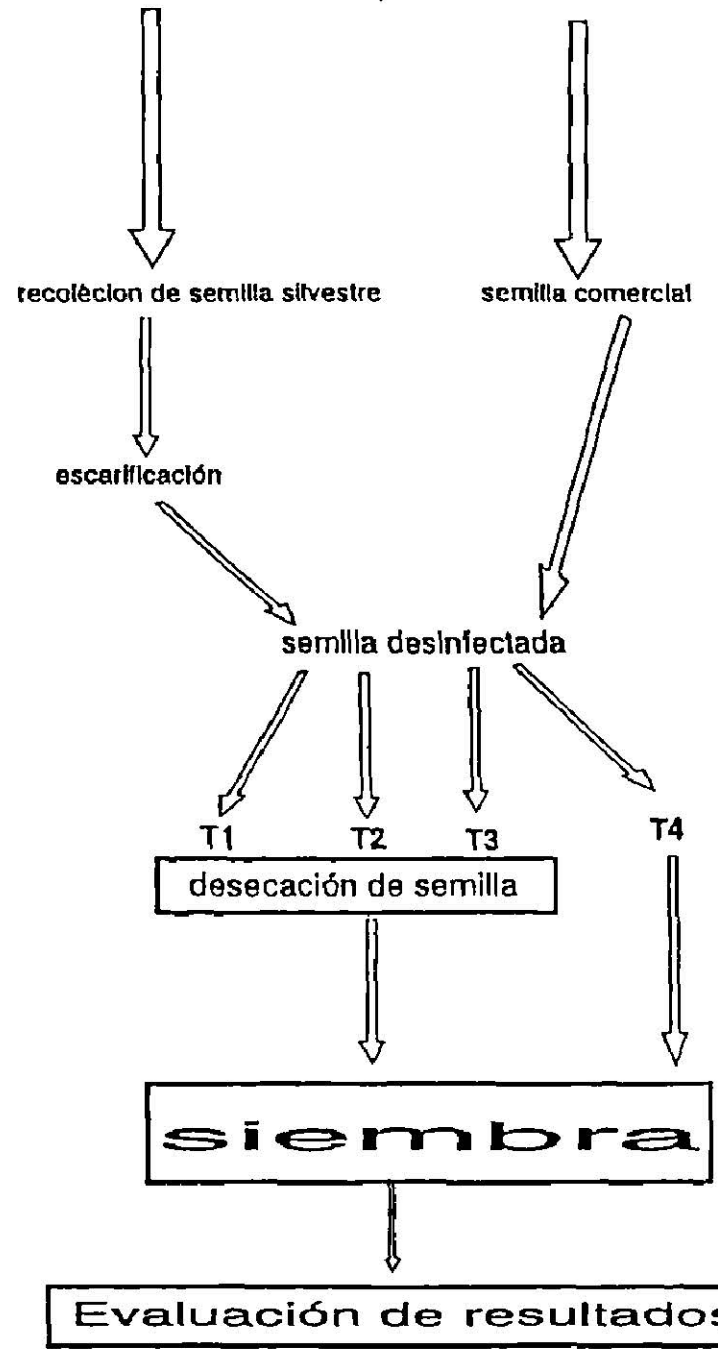 recolècion de semilla silvestre
semilla comercial
escarificación
semilla desinfectada
T1 T2 T3 T4
desecación de semilla
siembra
Evaluación de resultados